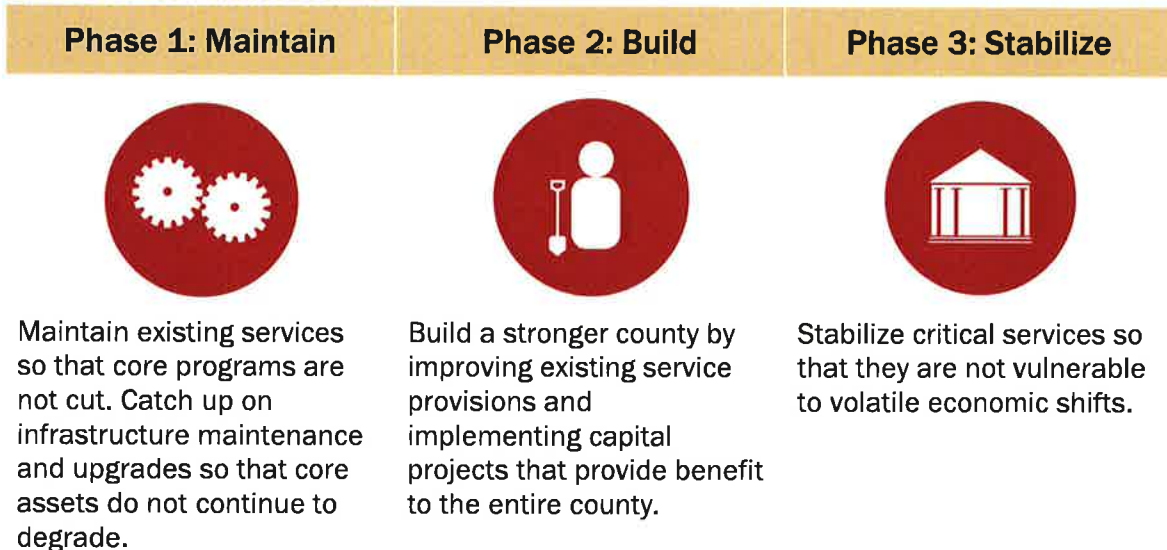 Phase 1: Maintain
Phase 2: Build
Phase 3: Stabilize
Maintain existing services
so that core programs are
not cut. Catch up on
infrastructure maintenance
and upgrades so that core
assets do not continue to
degrade.
Build a stronger county by
improving existing service
provisions and
implementing capital
projects that provide benefit
to the entire county.
Stabilize critical services so
that they are not vulnerable
to volatile economic shifts.